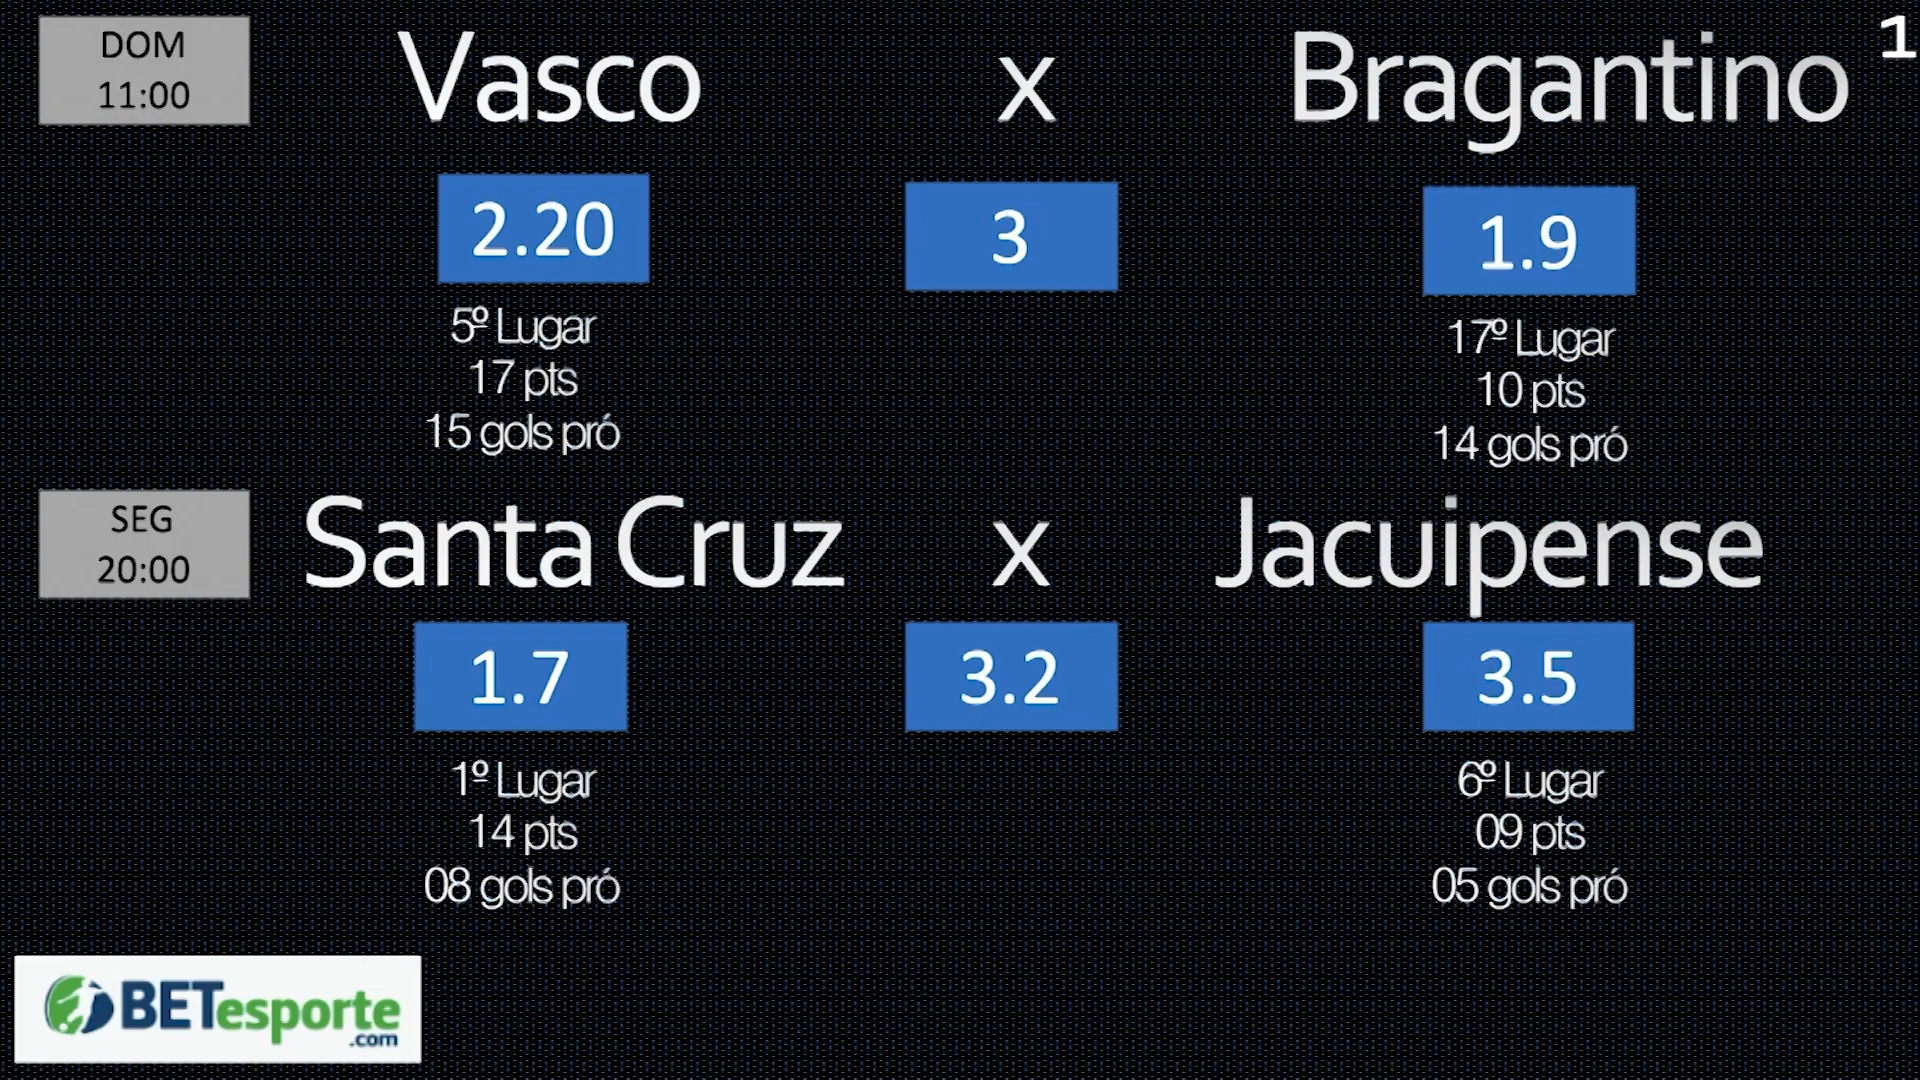 DOM
11:00
Vasco x Bragantino
1
2.20 3 1.9
5º Lugar
17 pts
15 gols pró
17º Lugar
10 pts
14 gols pró
SEG
20:00
Santa Cruz x Jacuipense
1.7 3.2 3.5
1º Lugar
14 pts
08 gols pró
6º Lugar
09 pts
05 gols pró
BETesporte
.com